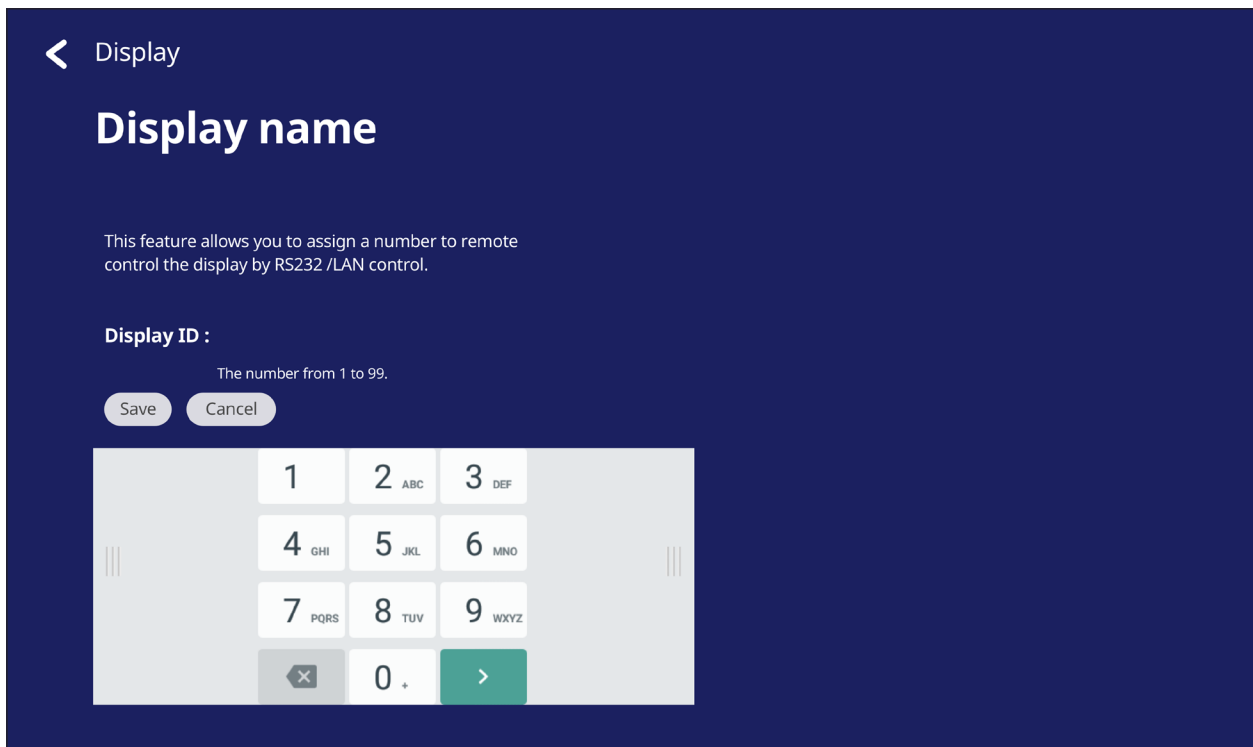 Display
Display name
This feature allows you to assign a number to remote
control the display by RS232 /LAN control.
Display ID :
The number from 1 to 99.
Save Cancel
1 2 ABC 3 DEF
4 GHI 5 JKL 6 MNO
7 PQRS 8 TUV 9 WXYZ
0 +